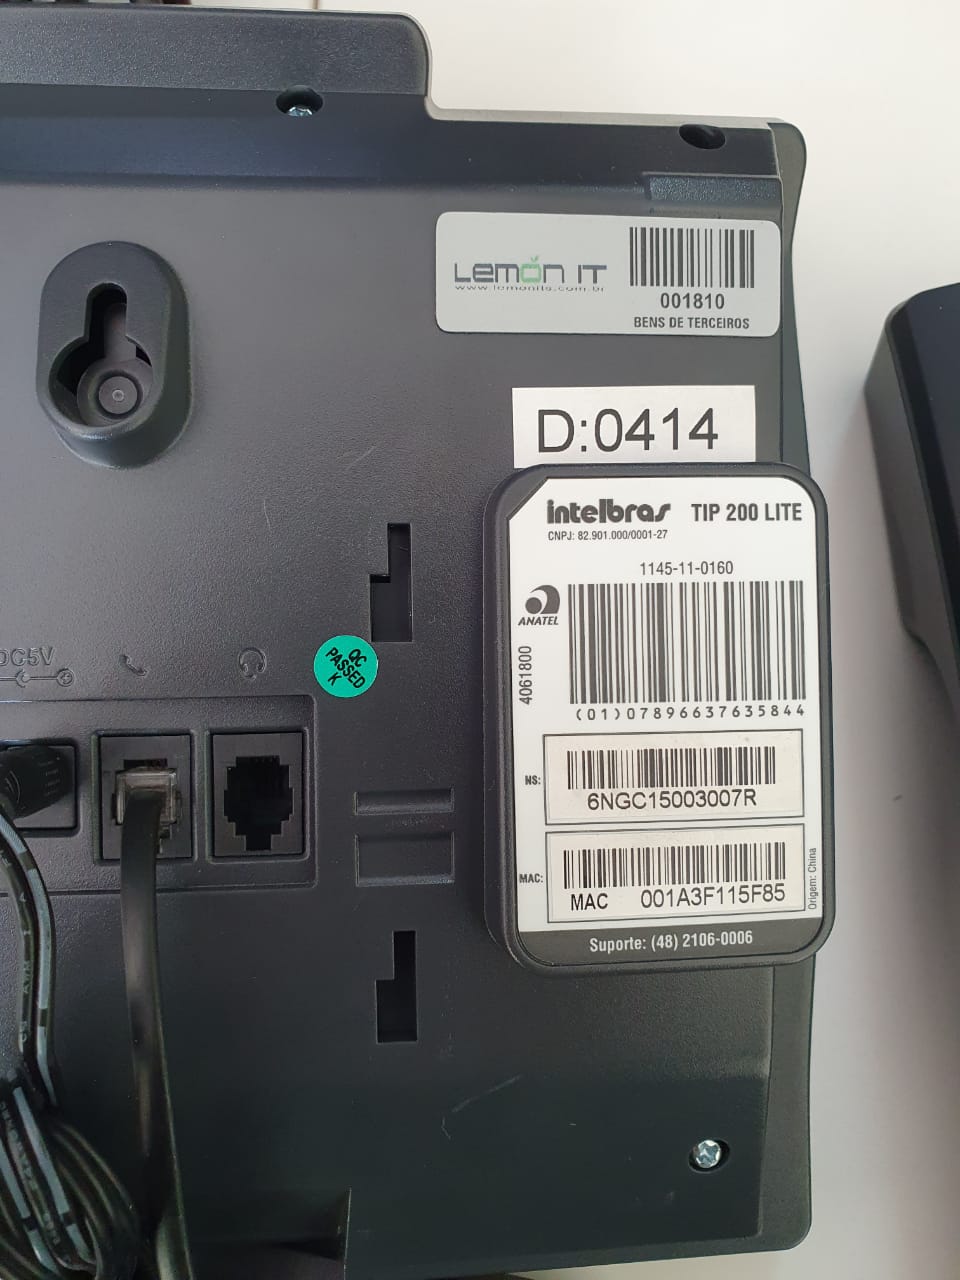 LEMON IT
www.lemonits.com.br
001810
BENS DE TERCEIROS
D:0414
intelbras TIP 200 LITE
CNPJ: 82.901.000/0001-27
1145-11-0160
ANATEL
4061800
(01)07896637635844
NS:
6NGC15003007R
MAC:
MAC 001A3F115F85
Origem: China
Suporte: (48) 2106-0006
DC5V
QC
PASSED
K